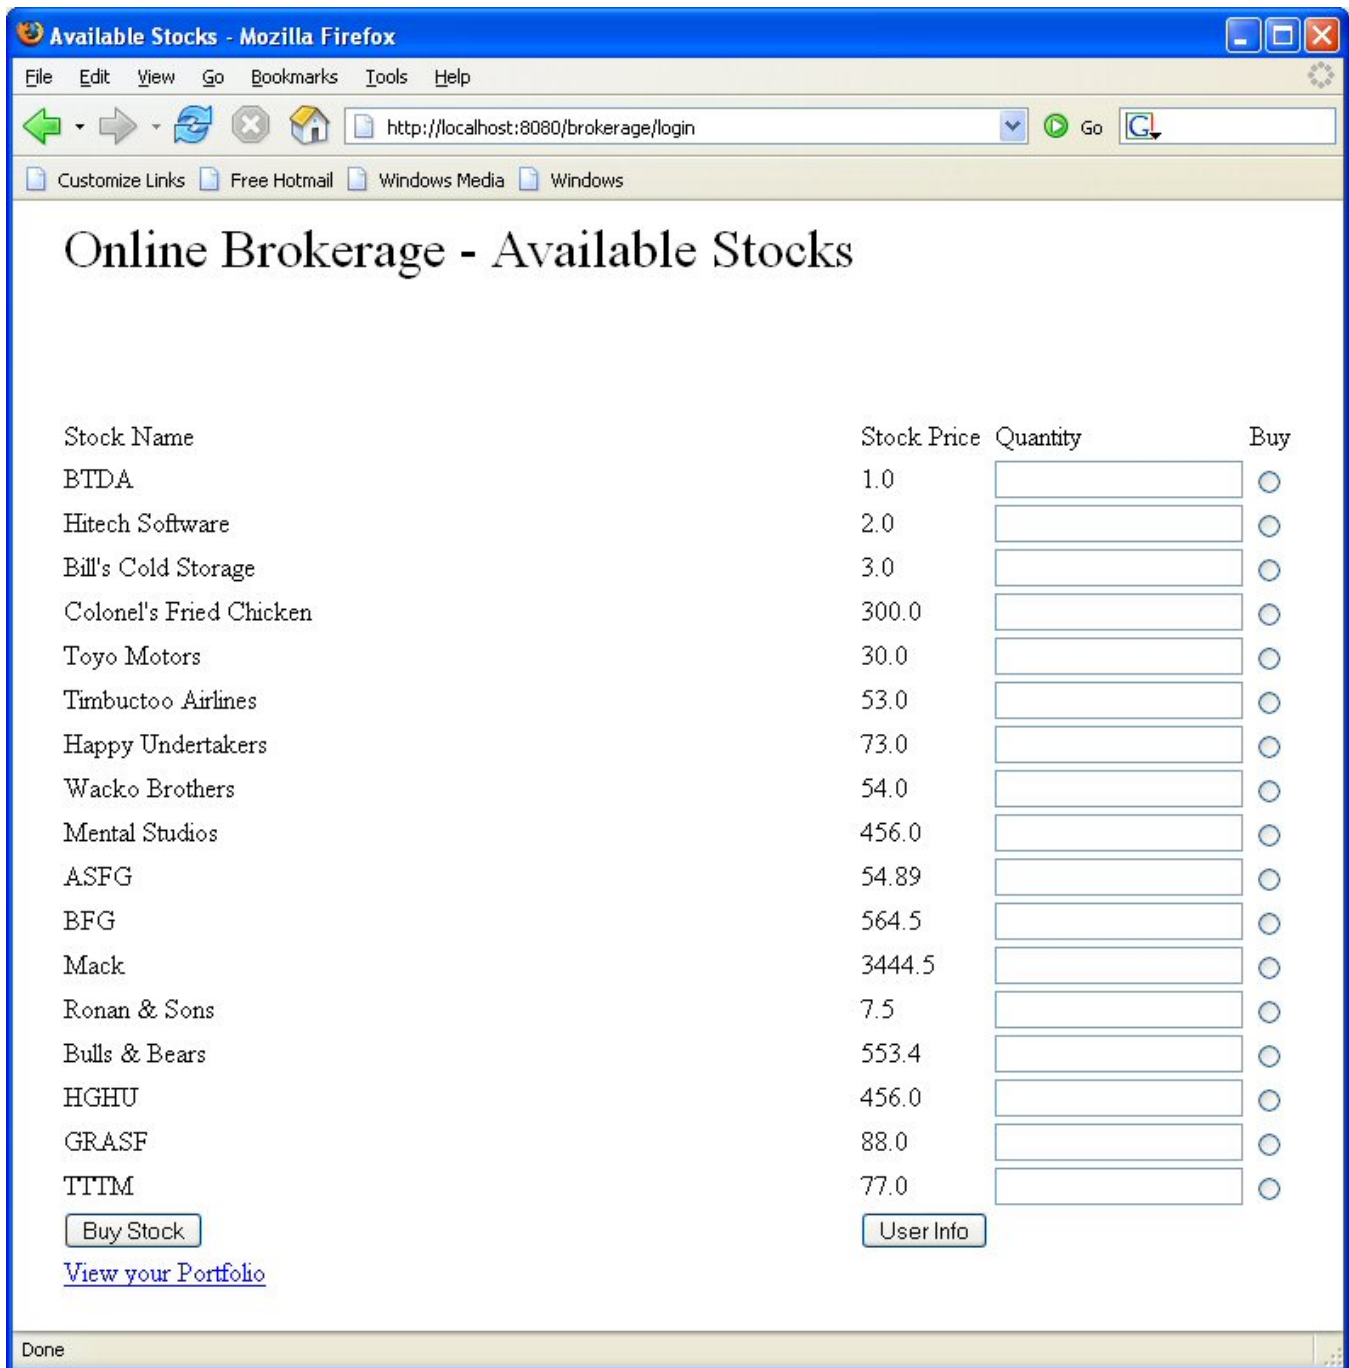 Available Stocks - Mozilla Firefox
File Edit View Go Bookmarks Tools Help
http://localhost:8080/brokerage/login Go G
Customize Links Free Hotmail Windows Media Windows
Online Brokerage - Available Stocks
Stock Name Stock Price Quantity Buy
BTDA 1.0
Hitech Software 2.0
Bill's Cold Storage 3.0
Colonel's Fried Chicken 300.0
Toyo Motors 30.0
Timbuctoo Airlines 53.0
Happy Undertakers 73.0
Wacko Brothers 54.0
Mental Studios 456.0
ASFG 54.89
BFG 564.5
Mack 3444.5
Ronan & Sons 7.5
Bulls & Bears 553.4
HGHU 456.0
GRASF 88.0
TTTM 77.0
Buy Stock User Info
View your Portfolio
Done